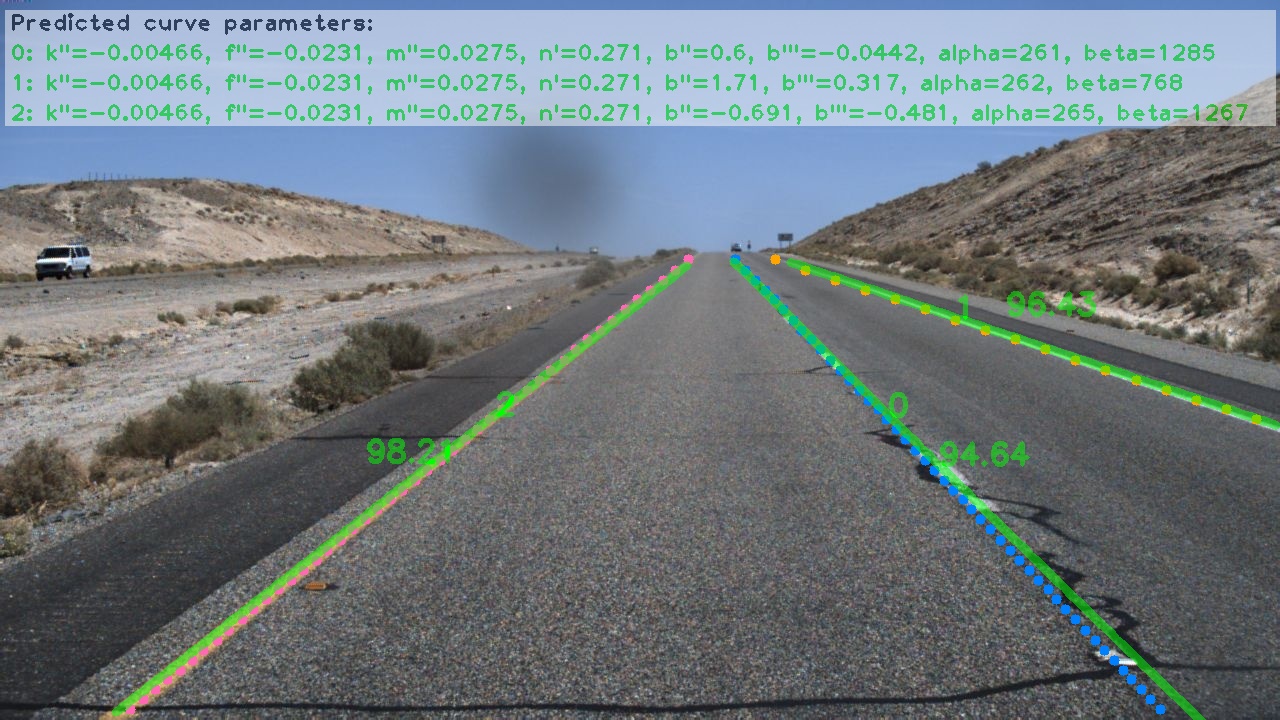 Predicted curve parameters:
0: k''=-0.00466, f''=-0.0231, m''=0.0275, n'=0.271, b''=0.6, b'''=-0.0442, alpha=261, beta=1285
1: k''=-0.00466, f''=-0.0231, m''=0.0275, n'=0.271, b''=1.71, b'''=0.317, alpha=262, beta=768
2: k''=-0.00466, f''=-0.0231, m''=0.0275, n'=0.271, b''=-0.691, b'''=-0.481, alpha=265, beta=1267
1 96.43
2
0
98.21
94.64